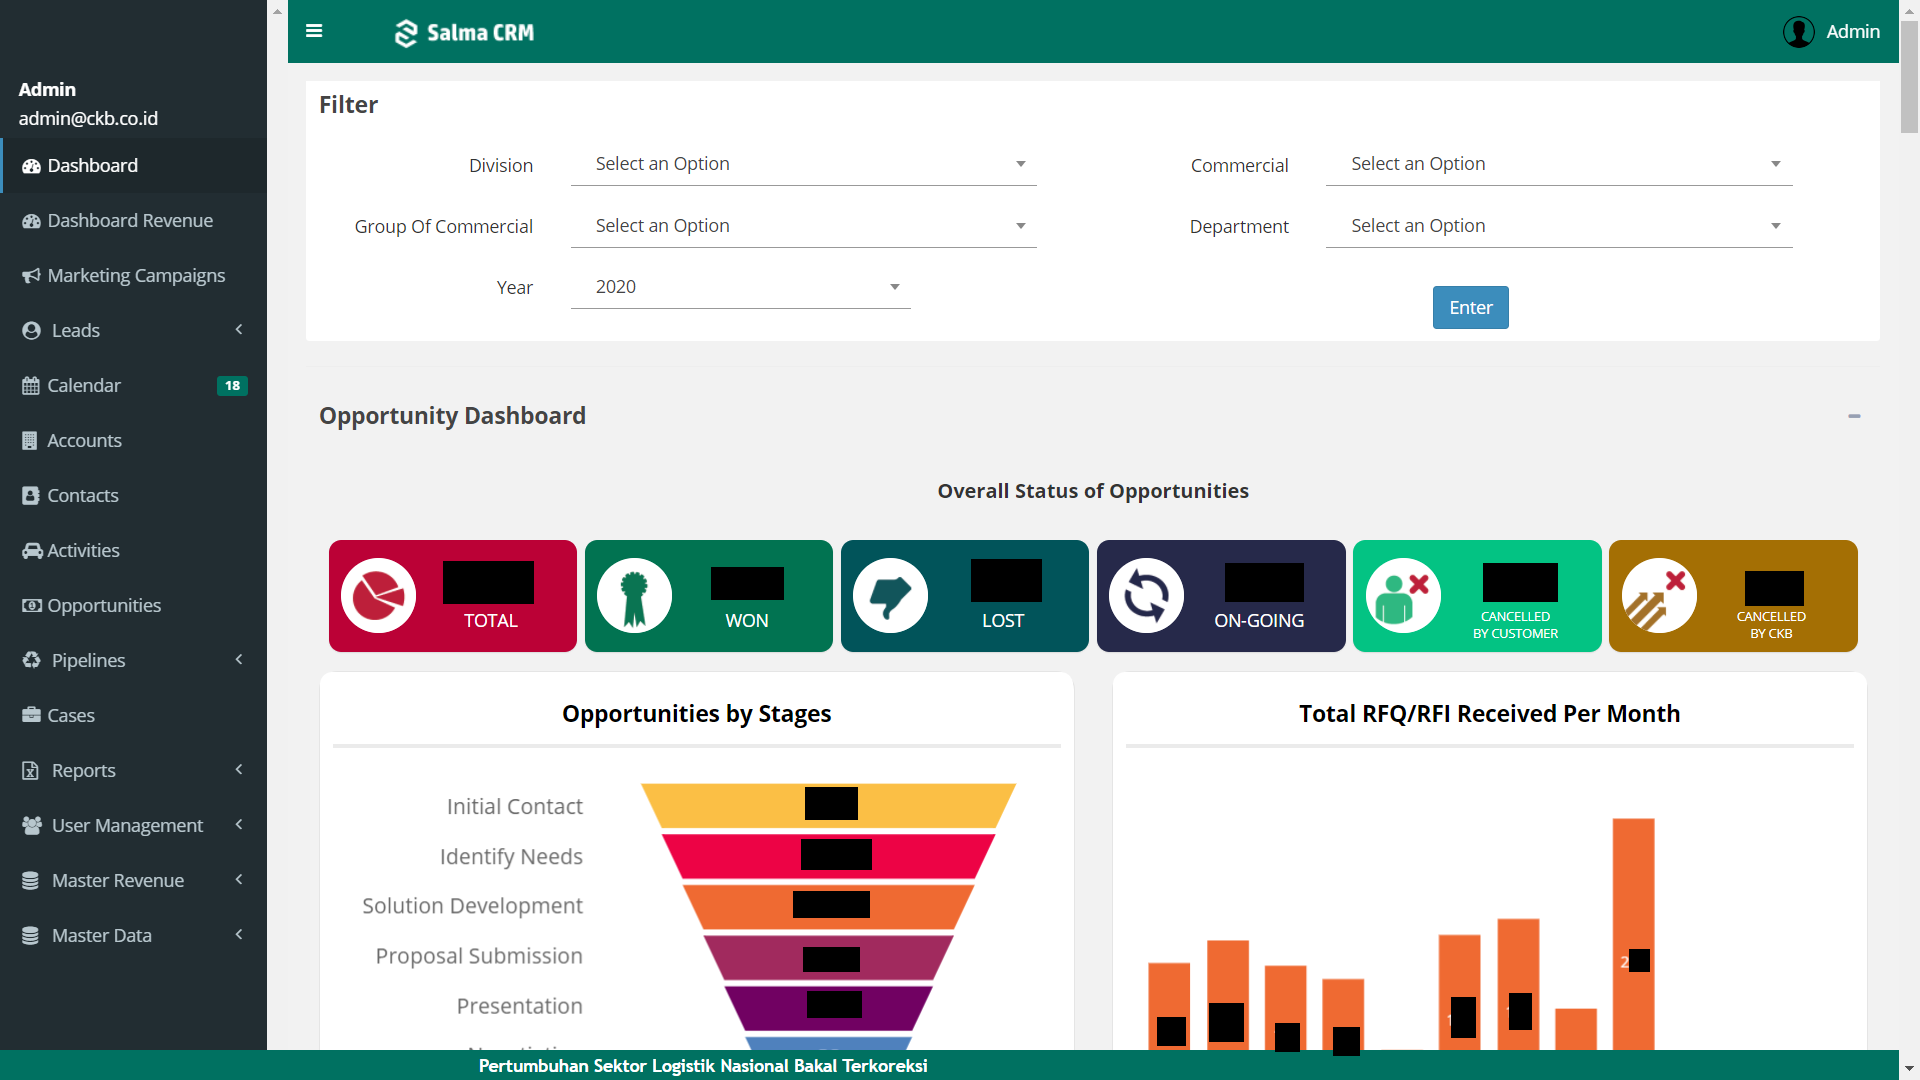 Salma CRM
Admin
Admin
admin@ckb.co.id
Dashboard
Dashboard Revenue
Marketing Campaigns
Leads
Calendar
18
Accounts
Contacts
Activities
Opportunities
Pipelines
Cases
Reports
User Management
Master Revenue
Master Data
Filter
Division
Select an Option
Commercial
Select an Option
Group Of Commercial
Select an Option
Department
Select an Option
Year
2020
Enter
Opportunity Dashboard
Overall Status of Opportunities
TOTAL
WON
LOST
ON-GOING
CANCELLED
BY CUSTOMER
CANCELLED
BY CKB
Opportunities by Stages
Initial Contact
Identify Needs
Solution Development
Proposal Submission
Presentation
Total RFQ/RFI Received Per Month
Pertumbuhan Sektor Logistik Nasional Bakal Terkoreksi